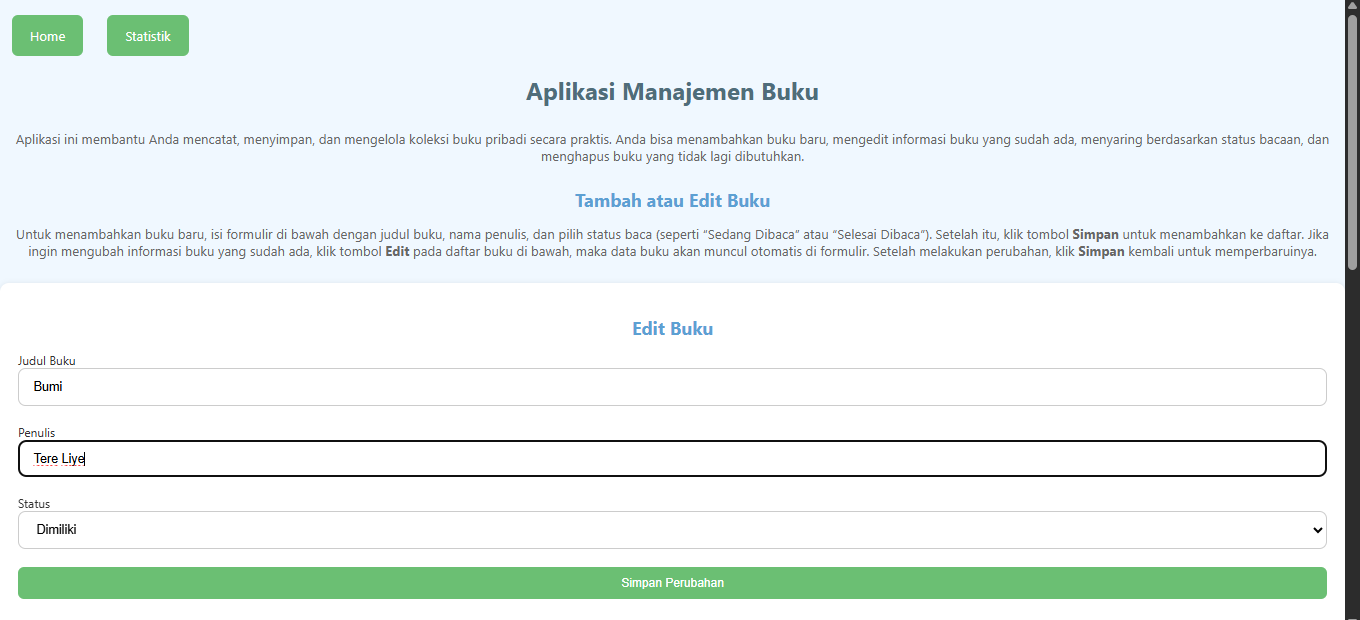 Home
Statistik
Aplikasi Manajemen Buku
Aplikasi ini membantu Anda mencatat, menyimpan, dan mengelola koleksi buku pribadi secara praktis. Anda bisa menambahkan buku baru, mengedit informasi buku yang sudah ada, menyaring berdasarkan status bacaan, dan
menghapus buku yang tidak lagi dibutuhkan.
Tambah atau Edit Buku
Untuk menambahkan buku baru, isi formulir di bawah dengan judul buku, nama penulis, dan pilih status baca (seperti “Sedang Dibaca” atau “Selesai Dibaca”). Setelah itu, klik tombol Simpan untuk menambahkan ke daftar. Jika
ingin mengubah informasi buku yang sudah ada, klik tombol Edit pada daftar buku di bawah, maka data buku akan muncul otomatis di formulir. Setelah melakukan perubahan, klik Simpan kembali untuk memperbaruinya.
Edit Buku
Judul Buku
Bumi
Penulis
Tere Liye
Status
Dimiliki
Simpan Perubahan